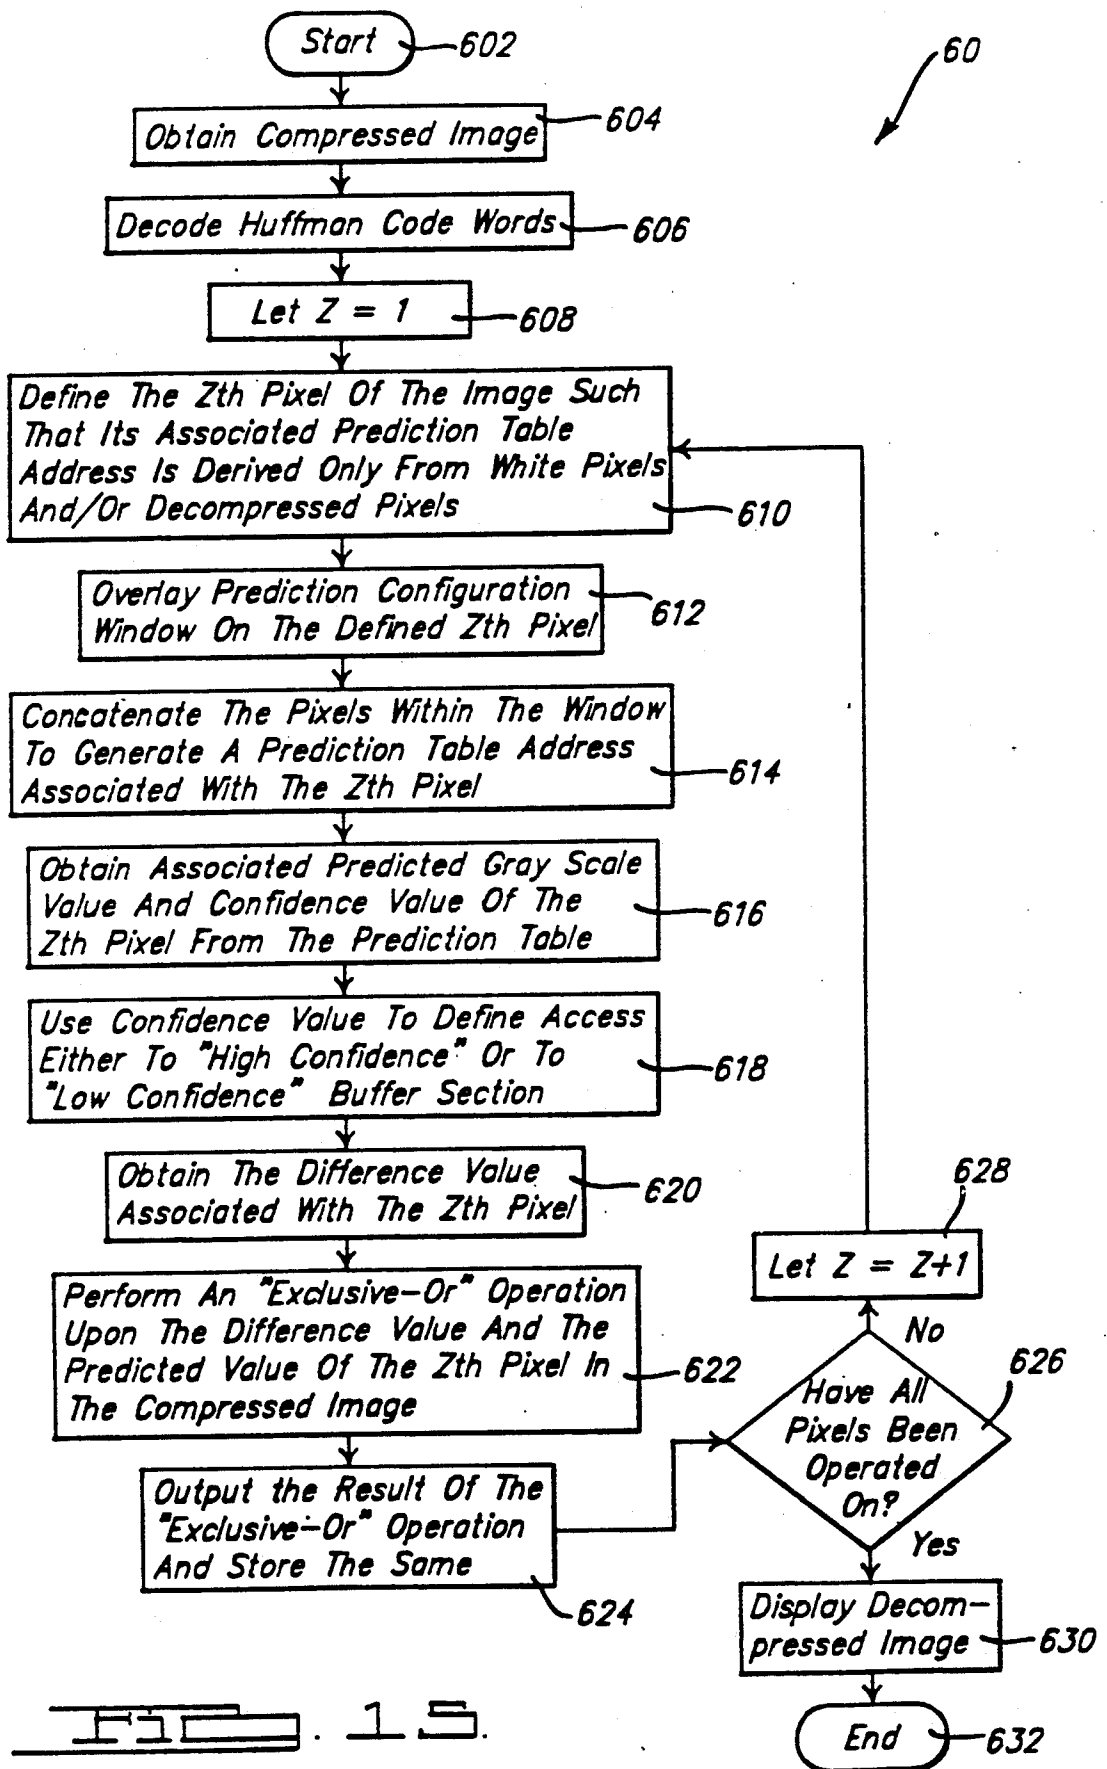 Start
602
60
Obtain Compressed Image
604
Decode Huffman Code Words
606
Let Z = 1
608
Define The Zth Pixel Of The Image Such
That Its Associated Prediction Table
Address Is Derived Only From White Pixels
And/Or Decompressed Pixels
610
Overlay Prediction Configuration
Window On The Defined Zth Pixel
612
Concatenate The Pixels Within The Window
To Generate A Prediction Table Address
Associated With The Zth Pixel
614
Obtain Associated Predicted Gray Scale
Value And Confidence Value Of The
Zth Pixel From The Prediction Table
616
Use Confidence Value To Define Access
Either To "High Confidence" Or To
"Low Confidence" Buffer Section
618
Obtain The Difference Value
Associated With The Zth Pixel
620
Perform An "Exclusive-Or" Operation
Upon The Difference Value And The
Predicted Value Of The Zth Pixel In
The Compressed Image
622
Output the Result Of The
"Exclusive-Or" Operation
And Store The Same
624
628
Let Z = Z+1
No
626
Have All
Pixels Been
Operated
On?
Yes
Display Decom-
pressed Image
630
End
632
FIG. 15.